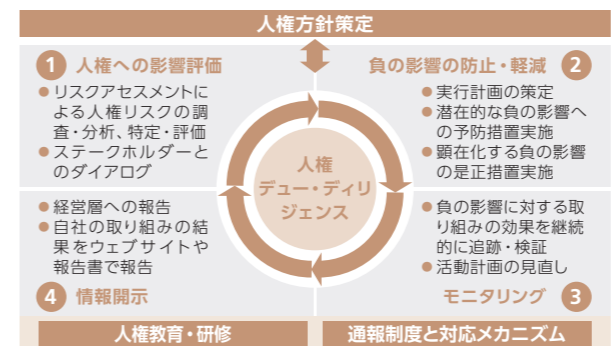 人権方針策定
1 人権への影響評価
●リスクアセスメントに
よる人権リスクの調
査・分析、特定・評価
●ステークホルダーと
のダイアログ
負の影響の防止・軽減 2
●実行計画の策定
●潜在的な負の影響へ
の予防措置実施
●顕在化する負の影響
の是正措置実施
人権
デュー・ディリ
ジェンス
●負の影響に対する取
り組みの効果を継続
的に追跡・検証
●活動計画の見直し
モニタリング 3
●経営層への報告
●自社の取り組みの結
果をウェブサイトや
報告書で報告
4 情報開示
人権教育・研修
通報制度と対応メカニズム